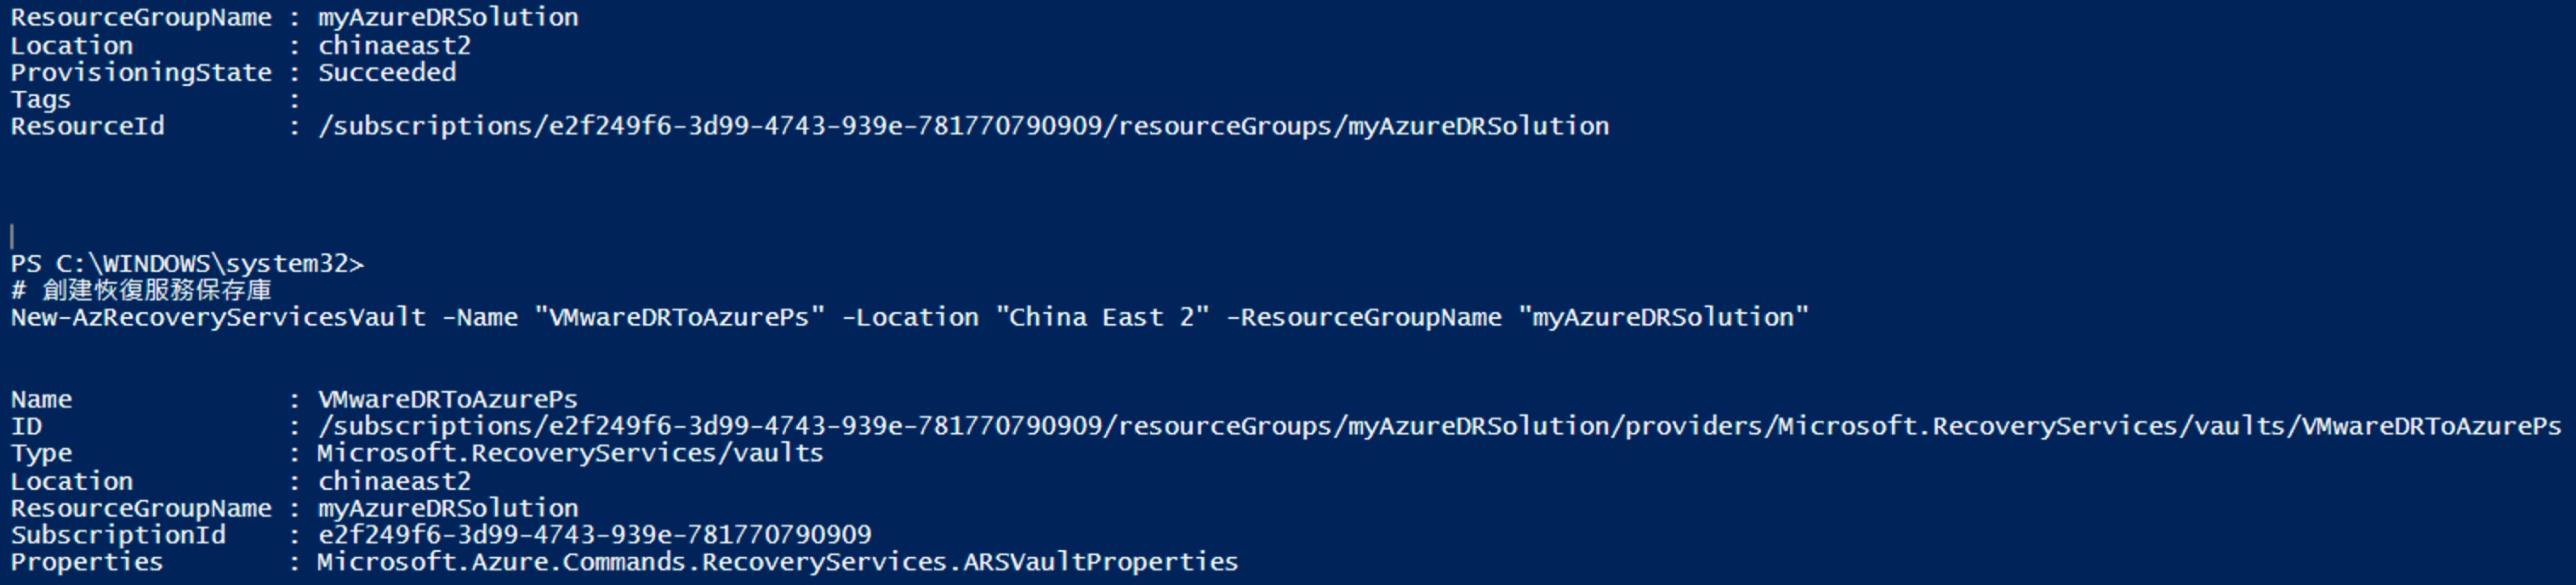 ResourceGroupName : myAzureDRSolution
Location          : chinaeast2
ProvisioningState : Succeeded
Tags              :
ResourceId        : /subscriptions/e2f249f6-3d99-4743-939e-781770790909/resourceGroups/myAzureDRSolution
PS C:\WINDOWS\system32>
# 創建恢復服務保存庫
New-AzRecoveryServicesVault -Name "VMwareDRToAzurePs" -Location "China East 2" -ResourceGroupName "myAzureDRSolution"
Name              : VMwareDRToAzurePs
ID                : /subscriptions/e2f249f6-3d99-4743-939e-781770790909/resourceGroups/myAzureDRSolution/providers/Microsoft.RecoveryServices/vaults/VMwareDRToAzurePs
Type              : Microsoft.RecoveryServices/vaults
Location          : chinaeast2
ResourceGroupName : myAzureDRSolution
SubscriptionId    : e2f249f6-3d99-4743-939e-781770790909
Properties        : Microsoft.Azure.Commands.RecoveryServices.ARSVaultProperties